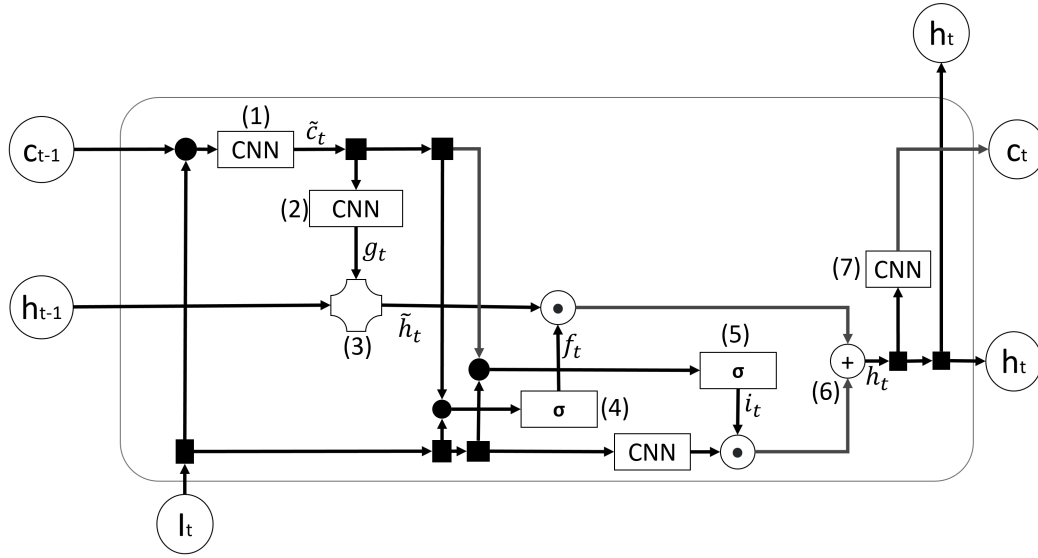 hₜ
(1)
cₜ₋₁
CNN
c̃ₜ
cₜ
(2)
CNN
gₜ
(7)
CNN
hₜ₋₁
(3)
h̃ₜ
•
fₜ
(5)
σ
+
(6)
hₜ
hₜ
σ
(4)
iₜ
CNN
•
Iₜ